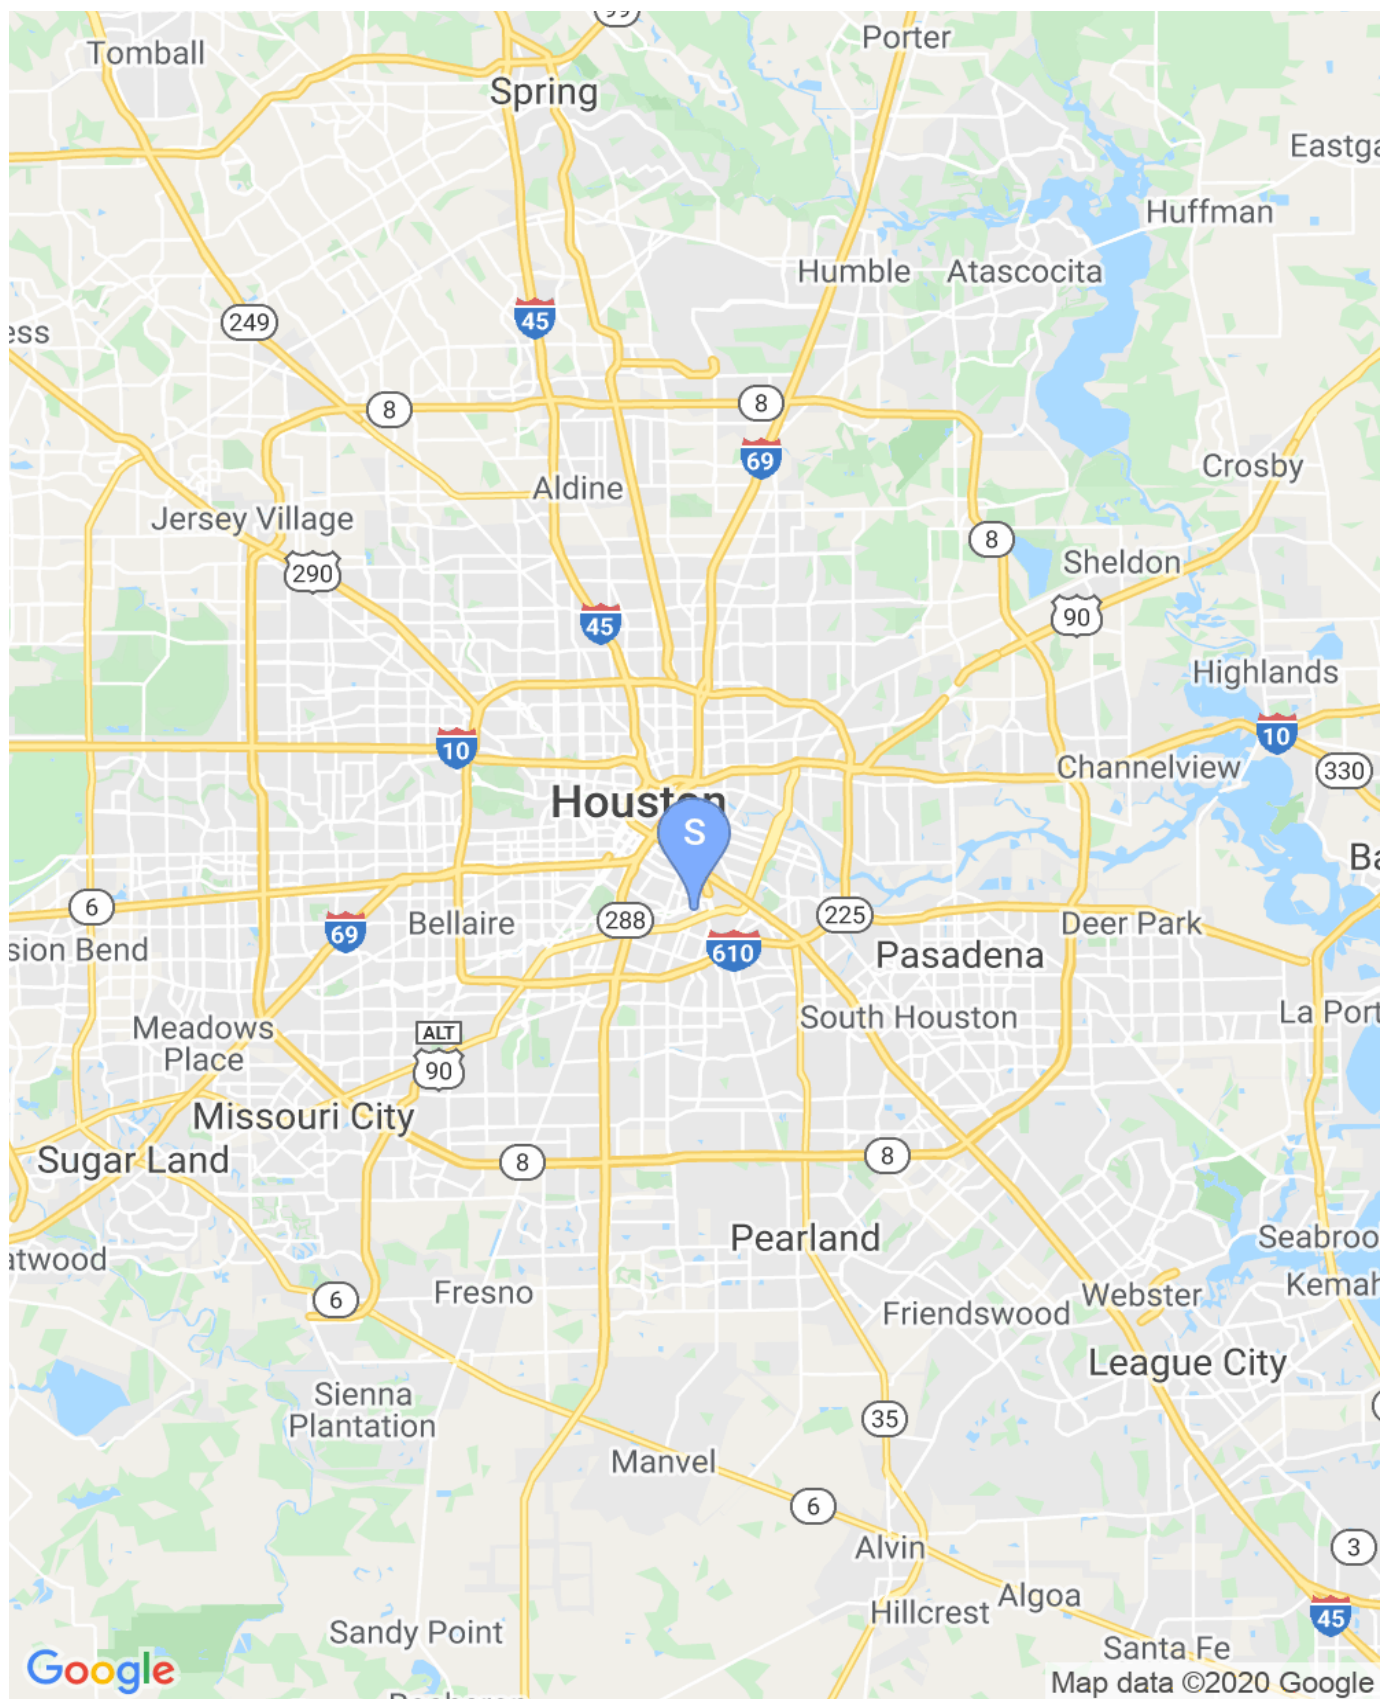 99
Tomball
Porter
Spring
Eastga
Huffman
Humble
Atascocita
249
45
ess
8
8
69
Crosby
Aldine
Jersey Village
8
Sheldon
290
90
45
Highlands
10
10
Channelview
330
Houston
S
Ba
6
288
225
Bellaire
69
Deer Park
sion Bend
610
Pasadena
La Port
South Houston
Meadows
Place
ALT
90
Missouri City
Sugar Land
8
8
Pearland
Seabroo
atwood
6
Fresno
Webster
Kemah
Friendswood
League City
Sienna
Plantation
35
Manvel
6
Alvin
3
Algoa
Hillcrest
45
Sandy Point
Santa Fe
Google
Map data ©2020 Google